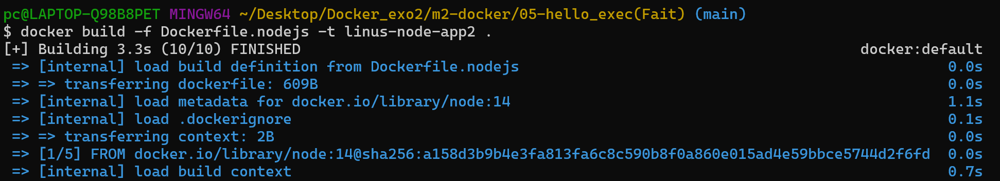 pc@LAPTOP-Q98B8PET MINGW64 ~/Desktop/Docker_exo2/m2-docker/05-hello_exec(Fait) (main)
$ docker build -f Dockerfile.nodejs -t linus-node-app2 .
[+] Building 3.3s (10/10) FINISHED docker:default
=> [internal] load build definition from Dockerfile.nodejs 0.0s
=> => transferring dockerfile: 609B 0.0s
=> [internal] load metadata for docker.io/library/node:14 1.1s
=> [internal] load .dockerignore 0.1s
=> => transferring context: 2B 0.0s
=> [1/5] FROM docker.io/library/node:14@sha256:a158d3b9b4e3fa813fa6c8c590b8f0a860e015ad4e59bbce5744d2f6fd 0.0s
=> [internal] load build context 0.7s